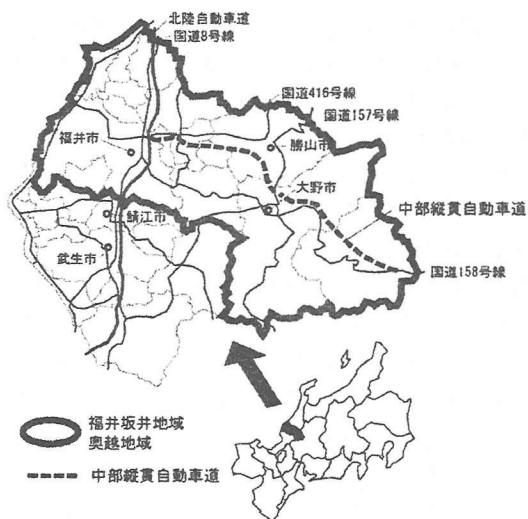 北陸自動車道
国道8号線
国道416号線
国道157号線
福井市
勝山市
大野市
中部縦貫自動車道
鯖江市
武生市
国道158号線
福井坂井地域
奥越地域
中部縦貫自動車道